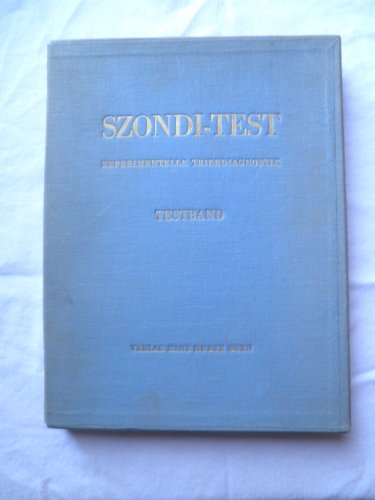 SZONDI-TEST
EXPERIMENTELLE TRIEBDIAGNOSTIK
TESTBAND
VERLAG HANS HUBER BERN